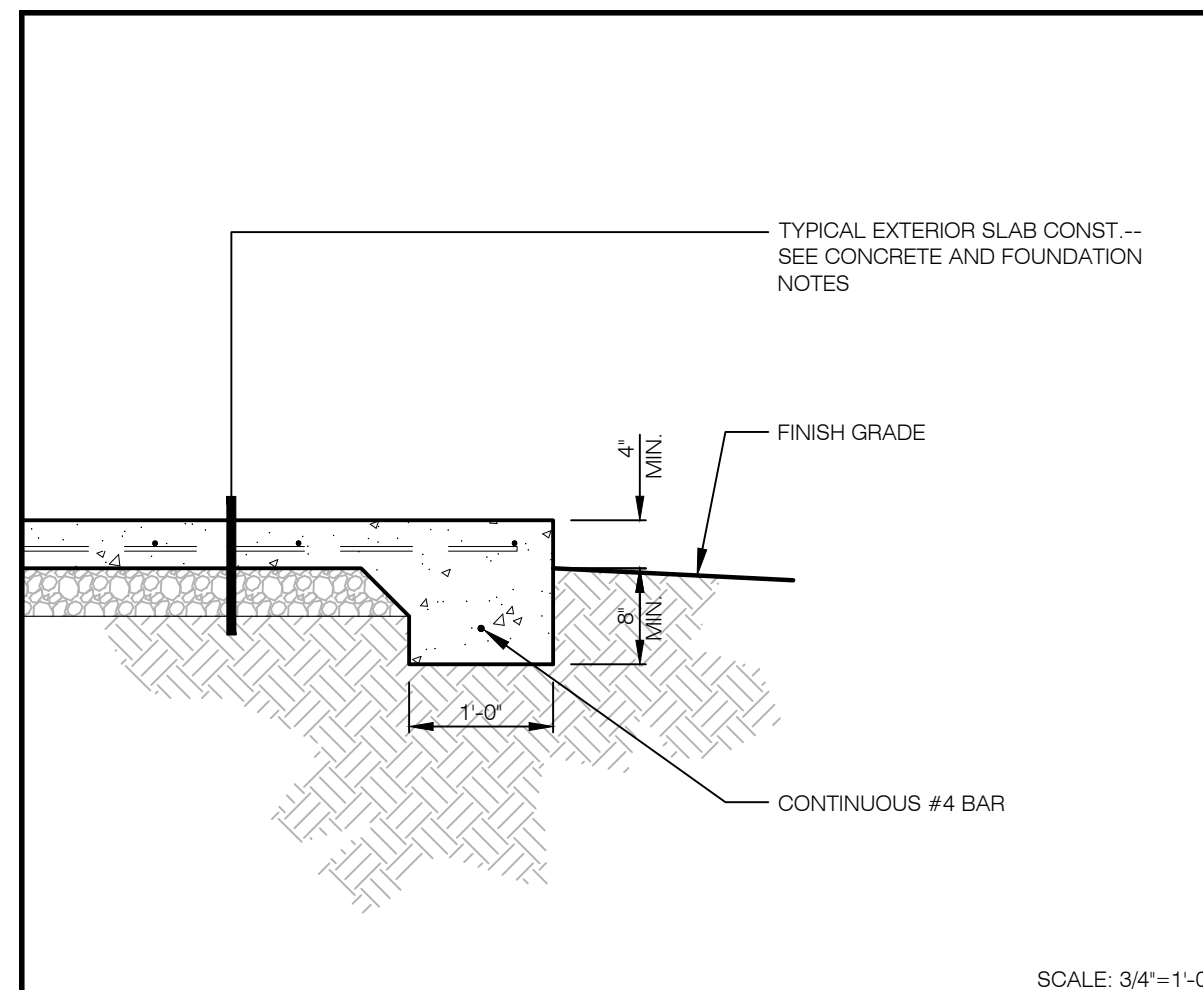 TYPICAL EXTERIOR SLAB CONST.--
SEE CONCRETE AND FOUNDATION
NOTES
FINISH GRADE
4"
MIN.
8"
MIN.
1'-0"
CONTINUOUS #4 BAR
SCALE: 3/4"=1'-0